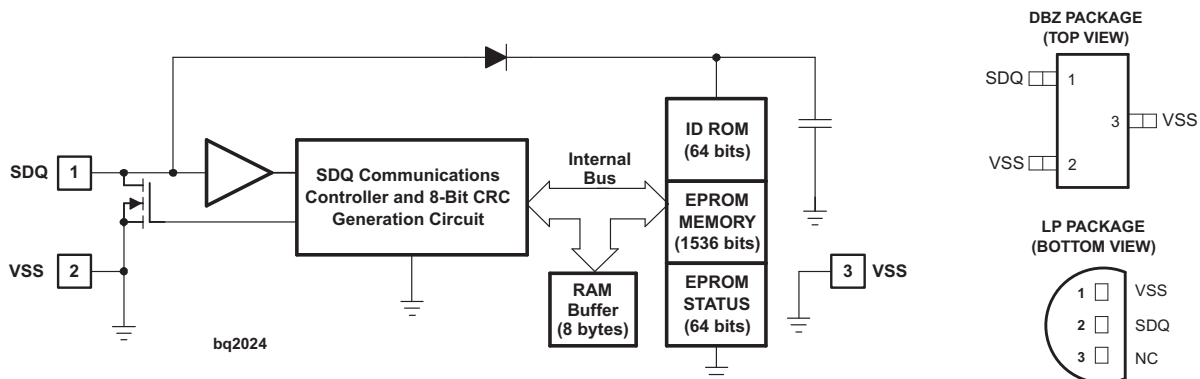 SDQ
1
VSS
2
SDQ Communications
Controller and 8-Bit CRC
Generation Circuit
Internal
Bus
RAM
Buffer
(8 bytes)
ID ROM
(64 bits)
EPROM
MEMORY
(1536 bits)
EPROM
STATUS
(64 bits)
3
VSS
bq2024
DBZ PACKAGE
(TOP VIEW)
SDQ
1
3
VSS
VSS
2
LP PACKAGE
(BOTTOM VIEW)
1
VSS
2
SDQ
3
NC